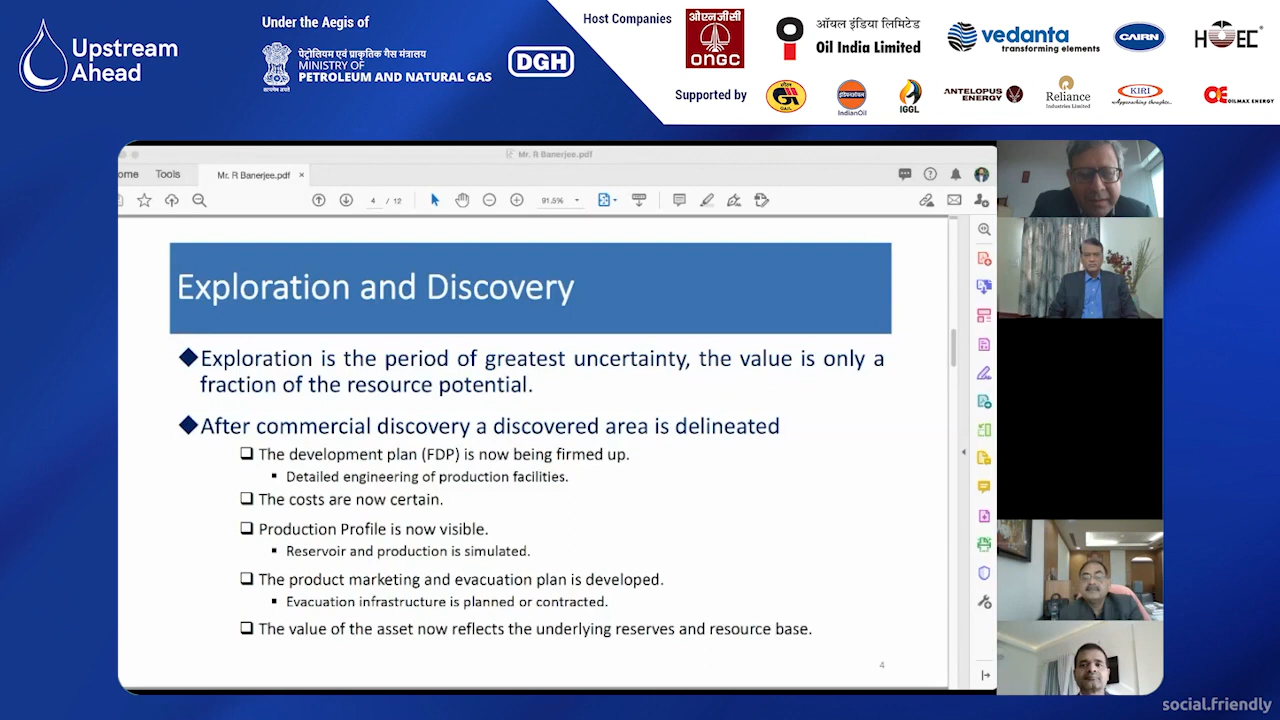 Upstream
Ahead
Under the Aegis of
पेट्रोलियम एवं प्राकृतिक गैस मंत्रालय
MINISTRY OF
PETROLEUM AND NATURAL GAS
सत्यमेव जयते
DGH
Host Companies
ओएनजीसी
ONGC
ऑयल इंडिया लिमिटेड
Oil India Limited
vedanta
transforming elements
CAIRN
HOEC
Supported by
GAIL
इंडियनऑयल
IndianOil
IGGL
ANTELOPUS
ENERGY
Reliance
Industries Limited
KIRI
Approaching thoughts..
OILMAX ENERGY
Mr. R Banerjee.pdf
ome
Tools
Mr. R Banerjee.pdf ×
4 / 12
91.5%
Exploration and Discovery
Exploration is the period of greatest uncertainty, the value is only a
fraction of the resource potential.
After commercial discovery a discovered area is delineated
The development plan (FDP) is now being firmed up.
Detailed engineering of production facilities.
The costs are now certain.
Production Profile is now visible.
Reservoir and production is simulated.
The product marketing and evacuation plan is developed.
Evacuation infrastructure is planned or contracted.
The value of the asset now reflects the underlying reserves and resource base.
4
social.friendly